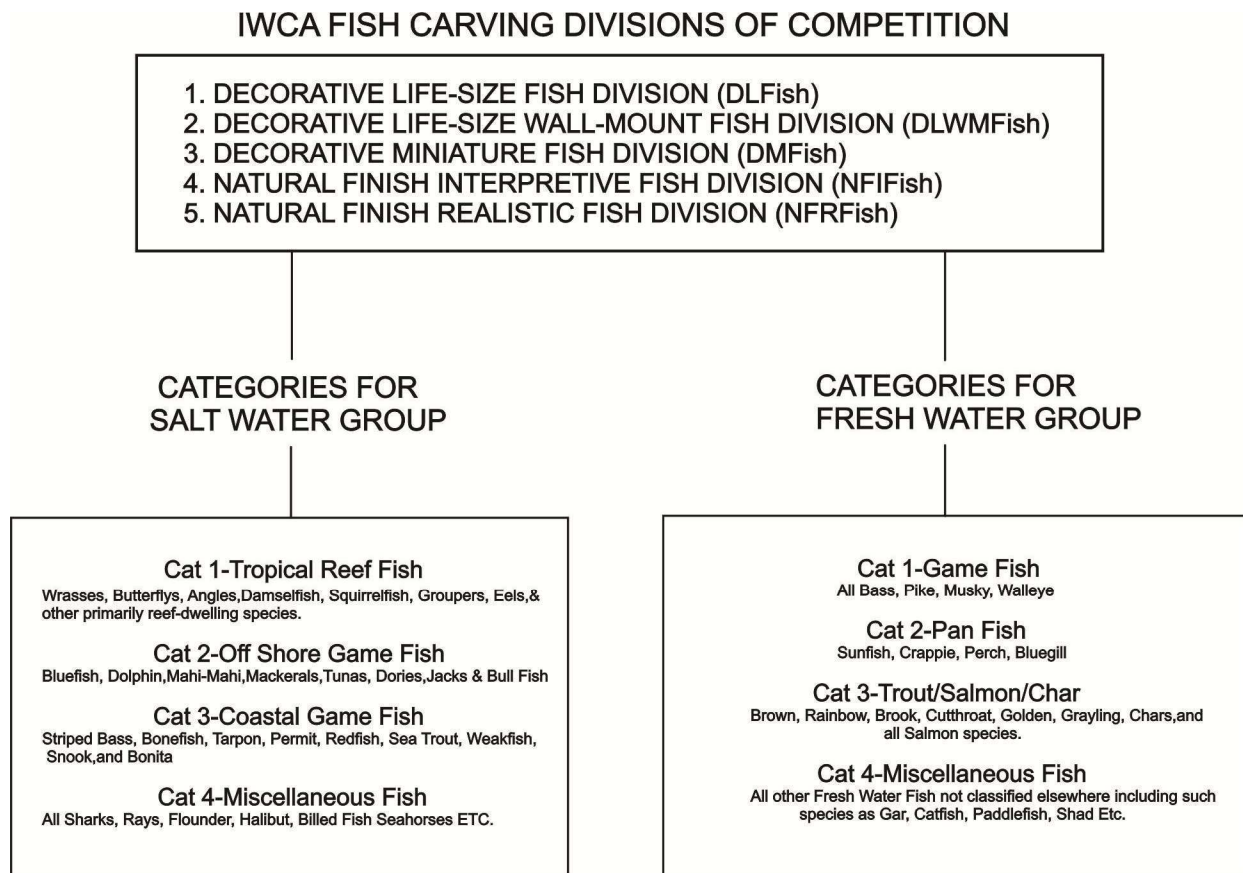 IWCA FISH CARVING DIVISIONS OF COMPETITION
1. DECORATIVE LIFE-SIZE FISH DIVISION (DLFish)
2. DECORATIVE LIFE-SIZE WALL-MOUNT FISH DIVISION (DLWMFish)
3. DECORATIVE MINIATURE FISH DIVISION (DMFish)
4. NATURAL FINISH INTERPRETIVE FISH DIVISION (NFIFish)
5. NATURAL FINISH REALISTIC FISH DIVISION (NFRFish)
CATEGORIES FOR
SALT WATER GROUP
Cat 1-Tropical Reef Fish
Wrasses, Butterflys, Angles,Damselfish, Squirrelfish, Groupers, Eels,&
other primarily reef-dwelling species.
Cat 2-Off Shore Game Fish
Bluefish, Dolphin,Mahi-Mahi,Mackerals,Tunas, Dories,Jacks & Bull Fish
Cat 3-Coastal Game Fish
Striped Bass, Bonefish, Tarpon, Permit, Redfish, Sea Trout, Weakfish,
Snook,and Bonita
Cat 4-Miscellaneous Fish
All Sharks, Rays, Flounder, Halibut, Billed Fish Seahorses ETC.
CATEGORIES FOR
FRESH WATER GROUP
Cat 1-Game Fish
All Bass, Pike, Musky, Walleye
Cat 2-Pan Fish
Sunfish, Crappie, Perch, Bluegill
Cat 3-Trout/Salmon/Char
Brown, Rainbow, Brook, Cutthroat, Golden, Grayling, Chars,and
all Salmon species.
Cat 4-Miscellaneous Fish
All other Fresh Water Fish not classified elsewhere including such
species as Gar, Catfish, Paddlefish, Shad Etc.